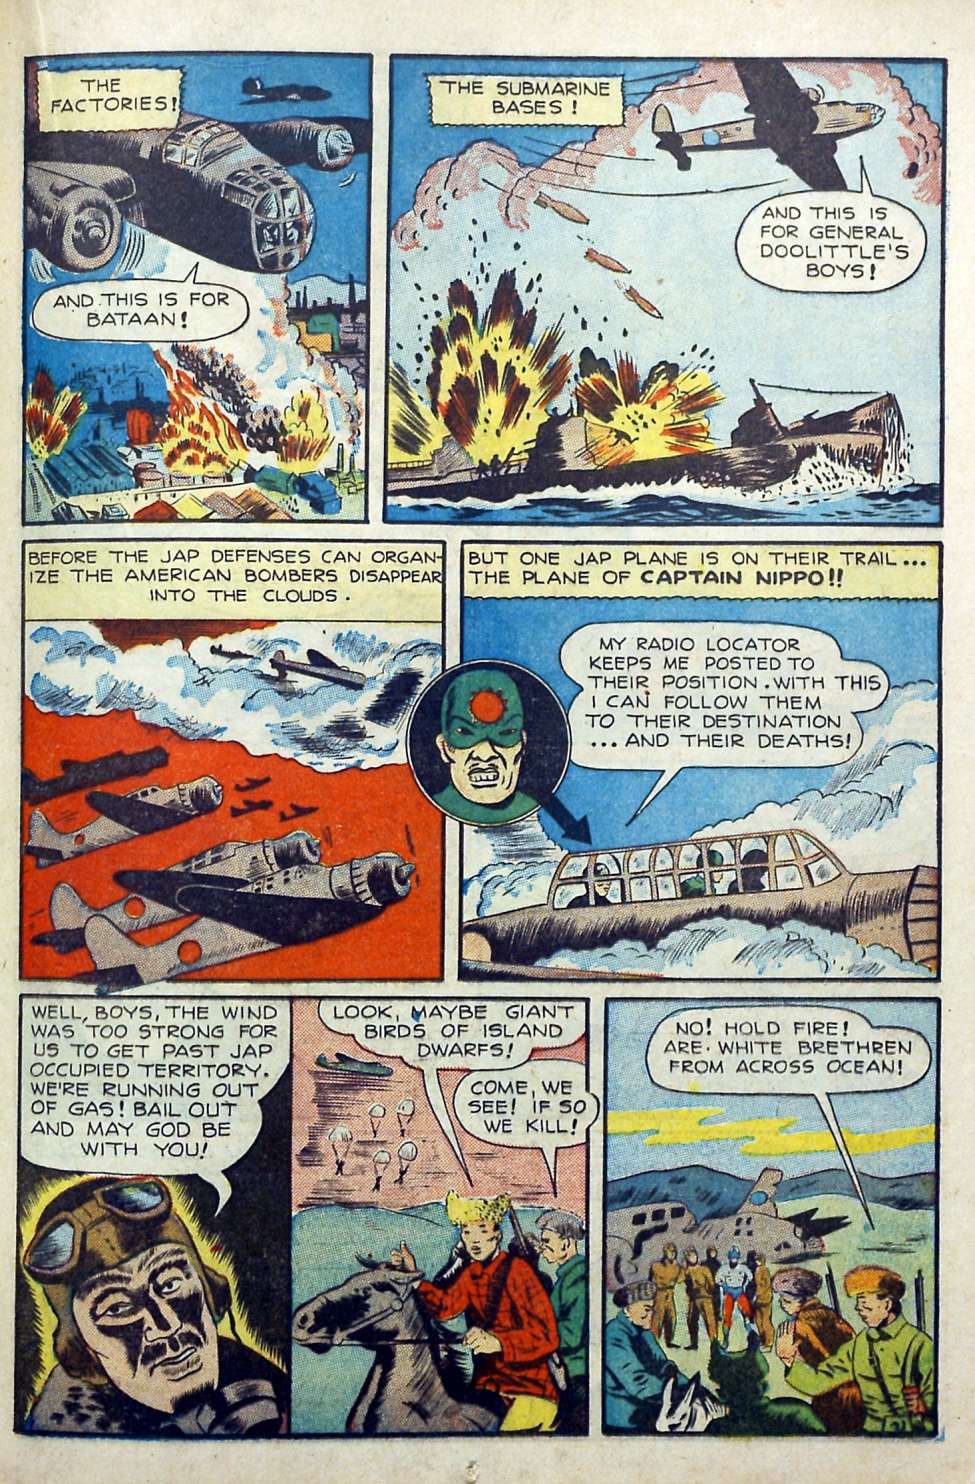 THE
FACTORIES!
AND THIS IS FOR
BATAAN!
THE SUBMARINE
BASES!
AND THIS IS
FOR GENERAL
DOOLITTLE'S
BOYS!
BEFORE THE JAP DEFENSES CAN ORGAN-
IZE THE AMERICAN BOMBERS DISAPPEAR
INTO THE CLOUDS.
BUT ONE JAP PLANE IS ON THEIR TRAIL...
THE PLANE OF CAPTAIN NIPPO!!
MY RADIO LOCATOR
KEEPS ME POSTED TO
THEIR POSITION. WITH THIS
I CAN FOLLOW THEM
TO THEIR DESTINATION
... AND THEIR DEATHS!
WELL, BOYS, THE WIND
WAS TOO STRONG FOR
US TO GET PAST JAP
OCCUPIED TERRITORY.
WE'RE RUNNING OUT
OF GAS! BAIL OUT
AND MAY GOD BE
WITH YOU!
LOOK, MAYBE GIANT
BIRDS OF ISLAND
DWARFS!
COME, WE
SEE! IF SO
WE KILL!
NO! HOLD FIRE!
ARE WHITE BRETHREN
FROM ACROSS OCEAN!